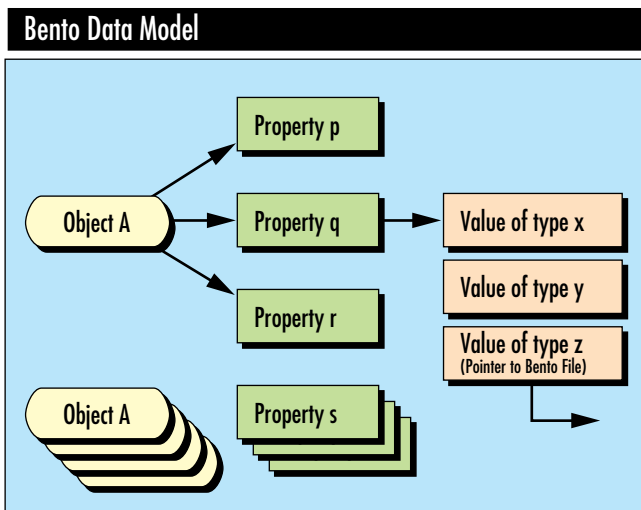 Bento Data Model
Property p
Object A
Property q
Value of type x
Value of type y
Property r
Value of type z
(Pointer to Bento File)
Object A
Property s